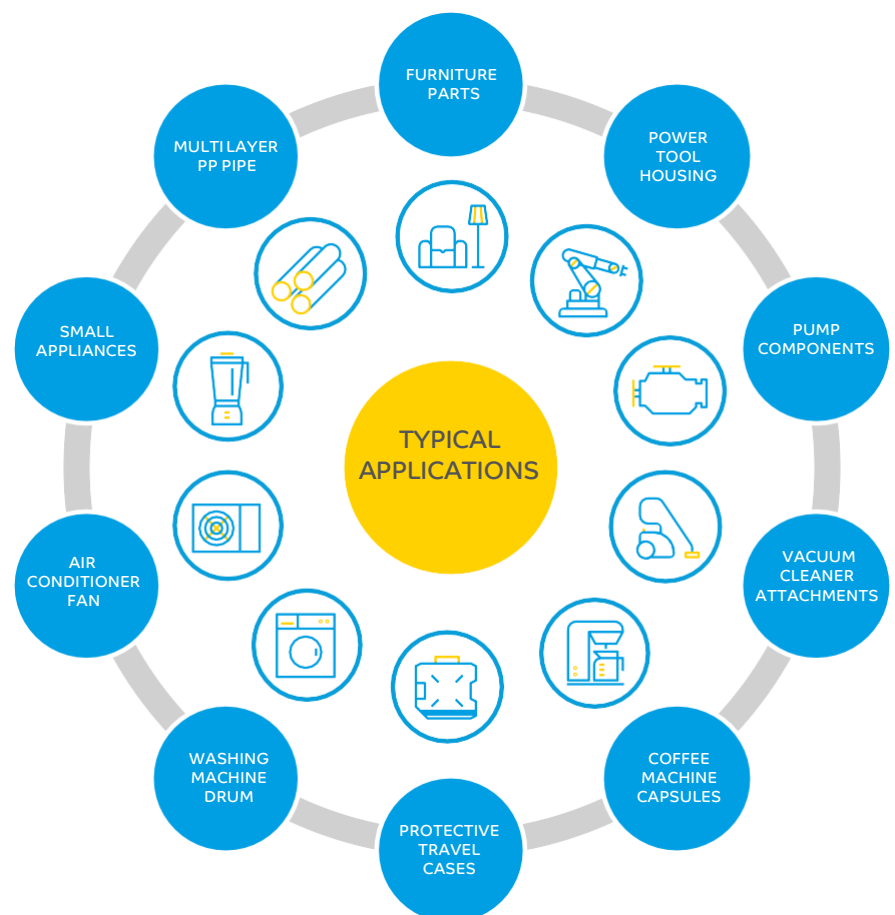 FURNITURE
PARTS
POWER
TOOL
HOUSING
PUMP
COMPONENTS
VACUUM
CLEANER
ATTACHMENTS
COFFEE
MACHINE
CAPSULES
PROTECTIVE
TRAVEL
CASES
WASHING
MACHINE
DRUM
AIR
CONDITIONER
FAN
SMALL
APPLIANCES
MULTI LAYER
PP PIPE
TYPICAL
APPLICATIONS